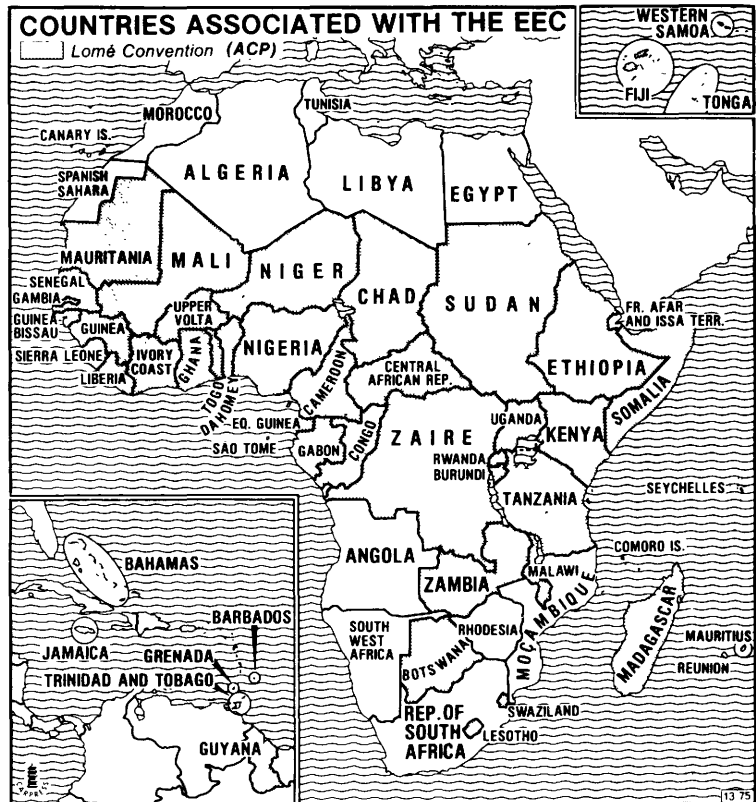 COUNTRIES ASSOCIATED WITH THE EEC
Lomé Convention (ACP)
WESTERN
SAMOA
FIJI
TONGA
MOROCCO
TUNISIA
CANARY IS.
ALGERIA
LIBYA
EGYPT
SPANISH
SAHARA
MAURITANIA
MALI
NIGER
CHAD
SUDAN
SENEGAL
GAMBIA
GUINEA
BISSAU
GUINEA
UPPER
VOLTA
FR. AFAR
AND ISSA TERR.
SIERRA LEONE
LIBERIA
IVORY
COAST
GHANA
TOGO
DAHOMEY
NIGERIA
CAMEROON
CENTRAL
AFRICAN REP.
ETHIOPIA
SOMALIA
EQ. GUINEA
SAO TOME
GABON
CONGO
ZAIRE
UGANDA
KENYA
RWANDA
BURUNDI
TANZANIA
SEYCHELLES
ANGOLA
ZAMBIA
MALAWI
COMORO IS.
MOÇAMBIQUE
MADAGASCAR
MAURITIUS
REUNION
SOUTH
WEST
AFRICA
RHODESIA
BOTSWANA
SWAZILAND
REP. OF
SOUTH
AFRICA
LESOTHO
BAHAMAS
BARBADOS
JAMAICA
GRENADA
TRINIDAD AND TOBAGO
GUYANA
CARPRESS
13 75